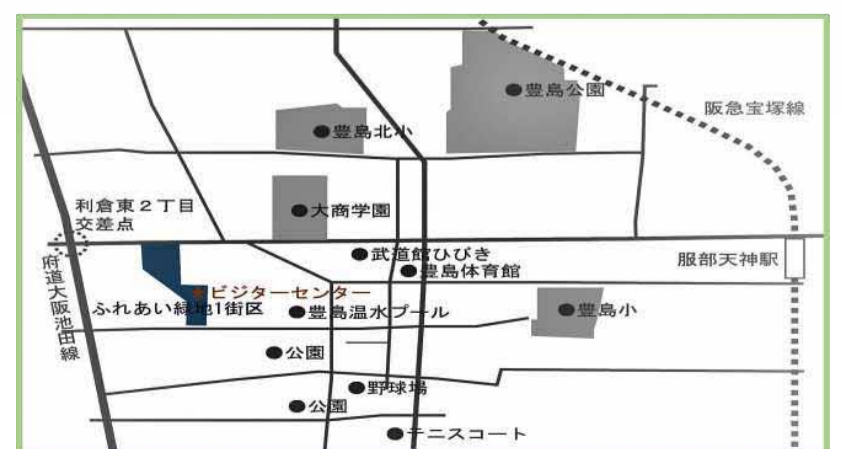 豊島公園
阪急宝塚線
豊島北小
利倉東２丁目
交差点
大商学園
武道館ひびき
豊島体育館
服部天神駅
府道大阪池田線
ビジターセンター
ふれあい緑地1街区
豊島温水プール
豊島小
公園
野球場
公園
テニスコート